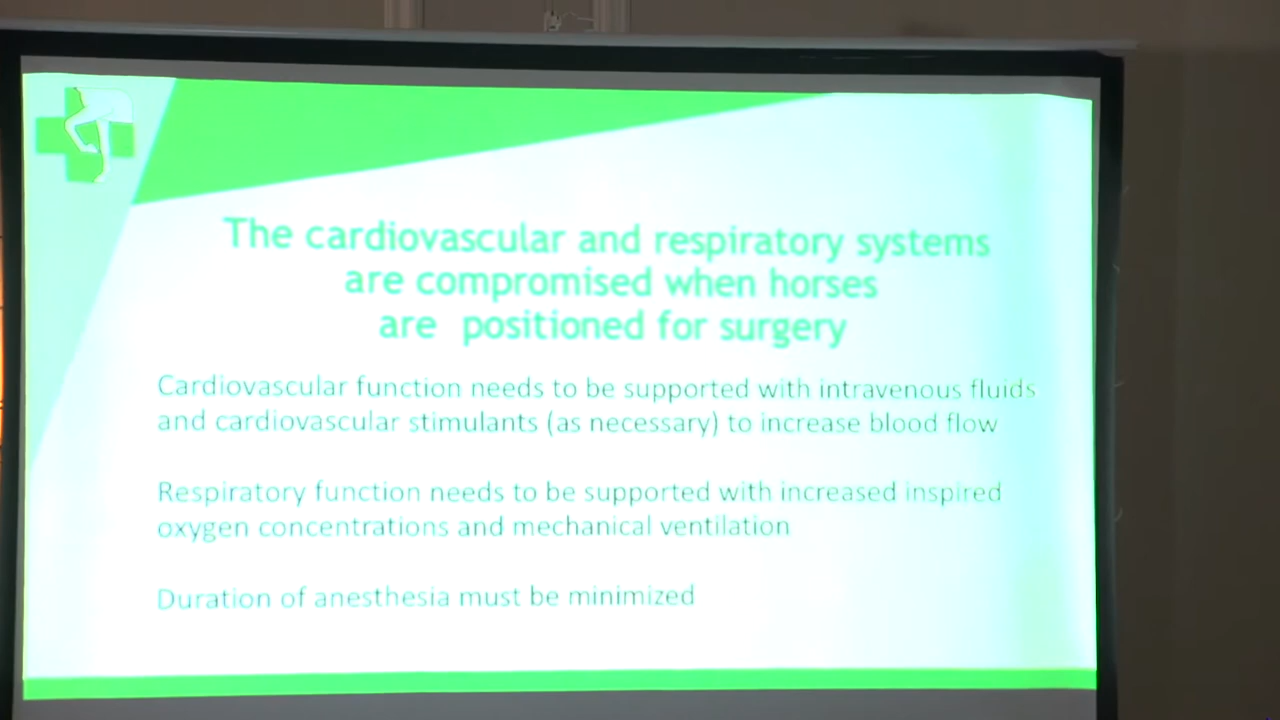 The cardiovascular and respiratory systems
are compromised when horses
are positioned for surgery
Cardiovascular function needs to be supported with intravenous fluids
and cardiovascular stimulants (as necessary) to increase blood flow
Respiratory function needs to be supported with increased inspired
oxygen concentrations and mechanical ventilation
Duration of anesthesia must be minimized